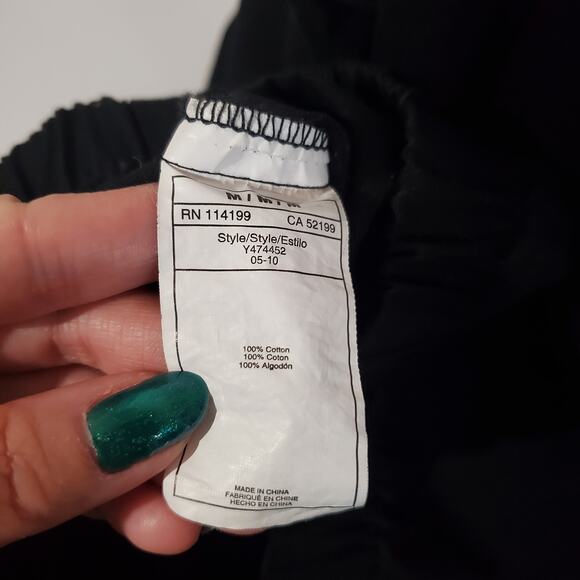 M / M / M
RN 114199 CA 52199
Style/Style/Estilo
Y474452
05-10
100% Cotton
100% Coton
100% Algodón
MADE IN CHINA
FABRIQUÉ EN CHINE
HECHO EN CHINA